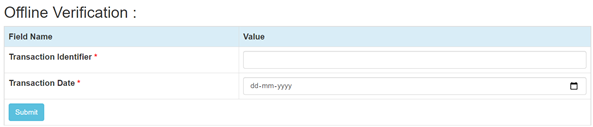 Offline Verification :
Field Name Value
Transaction Identifier *
Transaction Date * dd-mm-yyyy
Submit